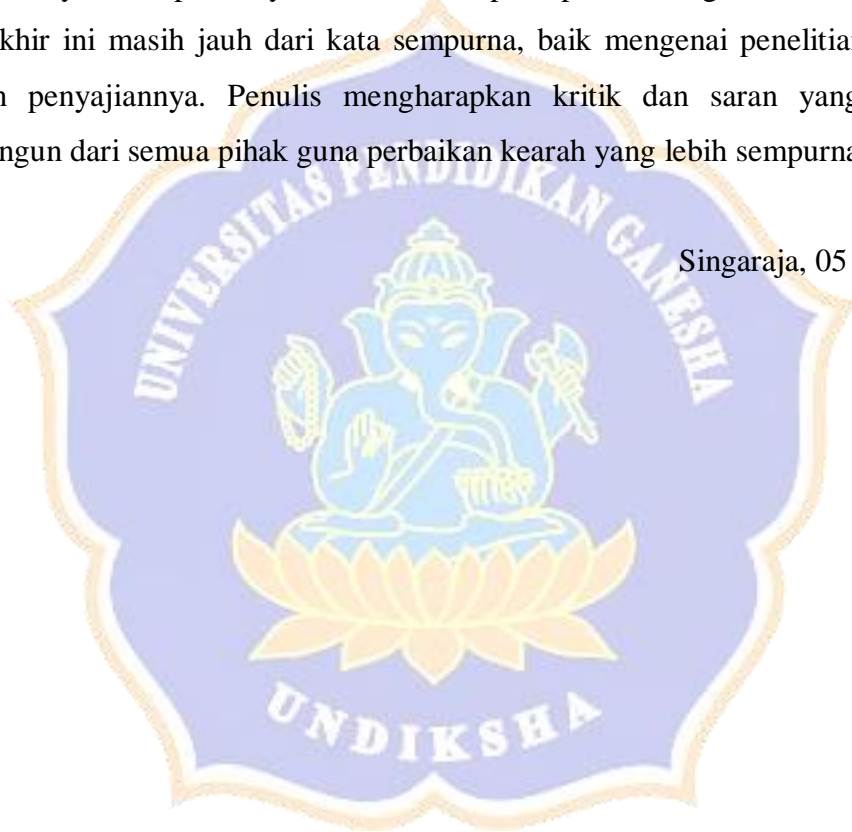 khir ini masih jauh dari kata sempurna, baik mengenai penelitian
penyajiannya. Penulis mengharapkan kritik dan saran yang
ngun dari semua pihak guna perbaikan kearah yang lebih sempurna
Singaraja, 05
UNIVERSITAS PENDIDIKAN GANESHA
UNDIKSHA